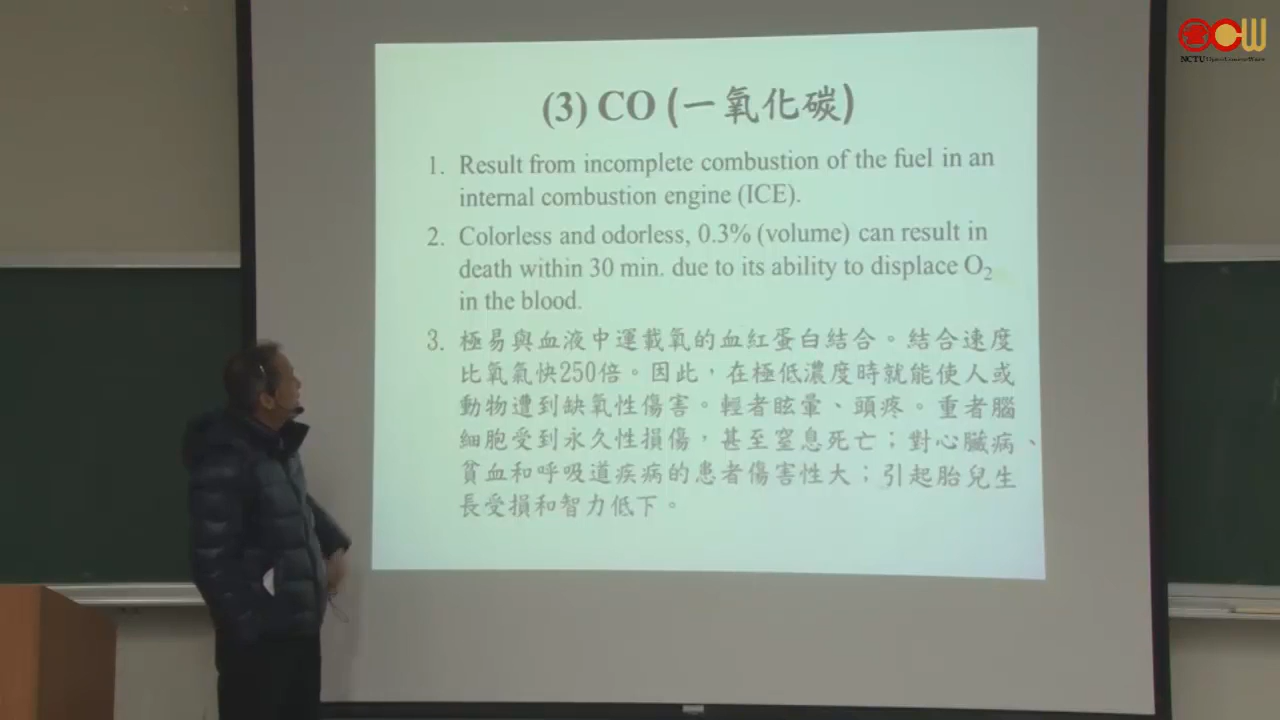 (3) CO (一氧化碳)
1. Result from incomplete combustion of the fuel in an
internal combustion engine (ICE).
2. Colorless and odorless, 0.3% (volume) can result in
death within 30 min. due to its ability to displace O₂
in the blood.
3. 極易與血液中運載氧的血紅蛋白結合。結合速度
比氧氣快250倍。因此，在極低濃度時就能使人或
動物遭到缺氧性傷害。輕者眩暈、頭疼。重者腦
細胞受到永久性損傷，甚至窒息死亡；對心臟病、
貧血和呼吸道疾病的患者傷害性大；引起胎兒生
長受損和智力低下。
NCTU OpenCourseWare